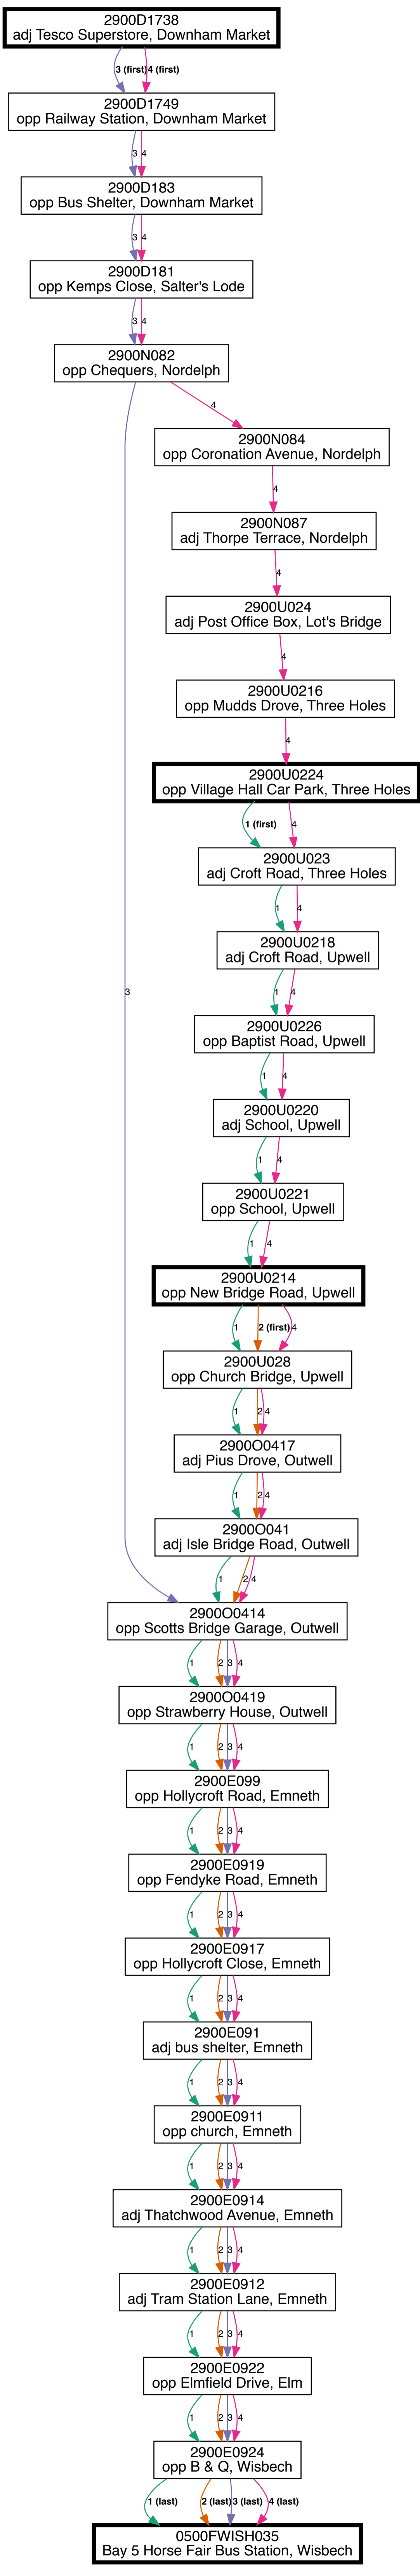 2900D1738
adj Tesco Superstore, Downham Market
3 (first) 4 (first)
2900D1749
opp Railway Station, Downham Market
3 4
2900D183
opp Bus Shelter, Downham Market
3 4
2900D181
opp Kemps Close, Salter's Lode
3 4
2900N082
opp Chequers, Nordelph
4
2900N084
opp Coronation Avenue, Nordelph
4
2900N087
adj Thorpe Terrace, Nordelph
4
2900U024
adj Post Office Box, Lot's Bridge
4
2900U0216
opp Mudds Drove, Three Holes
4
2900U0224
opp Village Hall Car Park, Three Holes
1 (first) 4
2900U023
adj Croft Road, Three Holes
1 4
2900U0218
adj Croft Road, Upwell
3 1 4
2900U0226
opp Baptist Road, Upwell
1 4
2900U0220
adj School, Upwell
1 4
2900U0221
opp School, Upwell
1 4
2900U0214
opp New Bridge Road, Upwell
1 2 (first) 4
2900U028
opp Church Bridge, Upwell
1 2 4
2900O0417
adj Pius Drove, Outwell
1 2 4
2900O041
adj Isle Bridge Road, Outwell
1 2 4
2900O0414
opp Scotts Bridge Garage, Outwell
1 2 3 4
2900O0419
opp Strawberry House, Outwell
1 2 3 4
2900E099
opp Hollycroft Road, Emneth
1 2 3 4
2900E0919
opp Fendyke Road, Emneth
1 2 3 4
2900E0917
opp Hollycroft Close, Emneth
1 2 3 4
2900E091
adj bus shelter, Emneth
1 2 3 4
2900E0911
opp church, Emneth
1 2 3 4
2900E0914
adj Thatchwood Avenue, Emneth
1 2 3 4
2900E0912
adj Tram Station Lane, Emneth
1 2 3 4
2900E0922
opp Elmfield Drive, Elm
1 2 3 4
2900E0924
opp B & Q, Wisbech
1 (last) 2 (last) 3 (last) 4 (last)
0500FWISH035
Bay 5 Horse Fair Bus Station, Wisbech